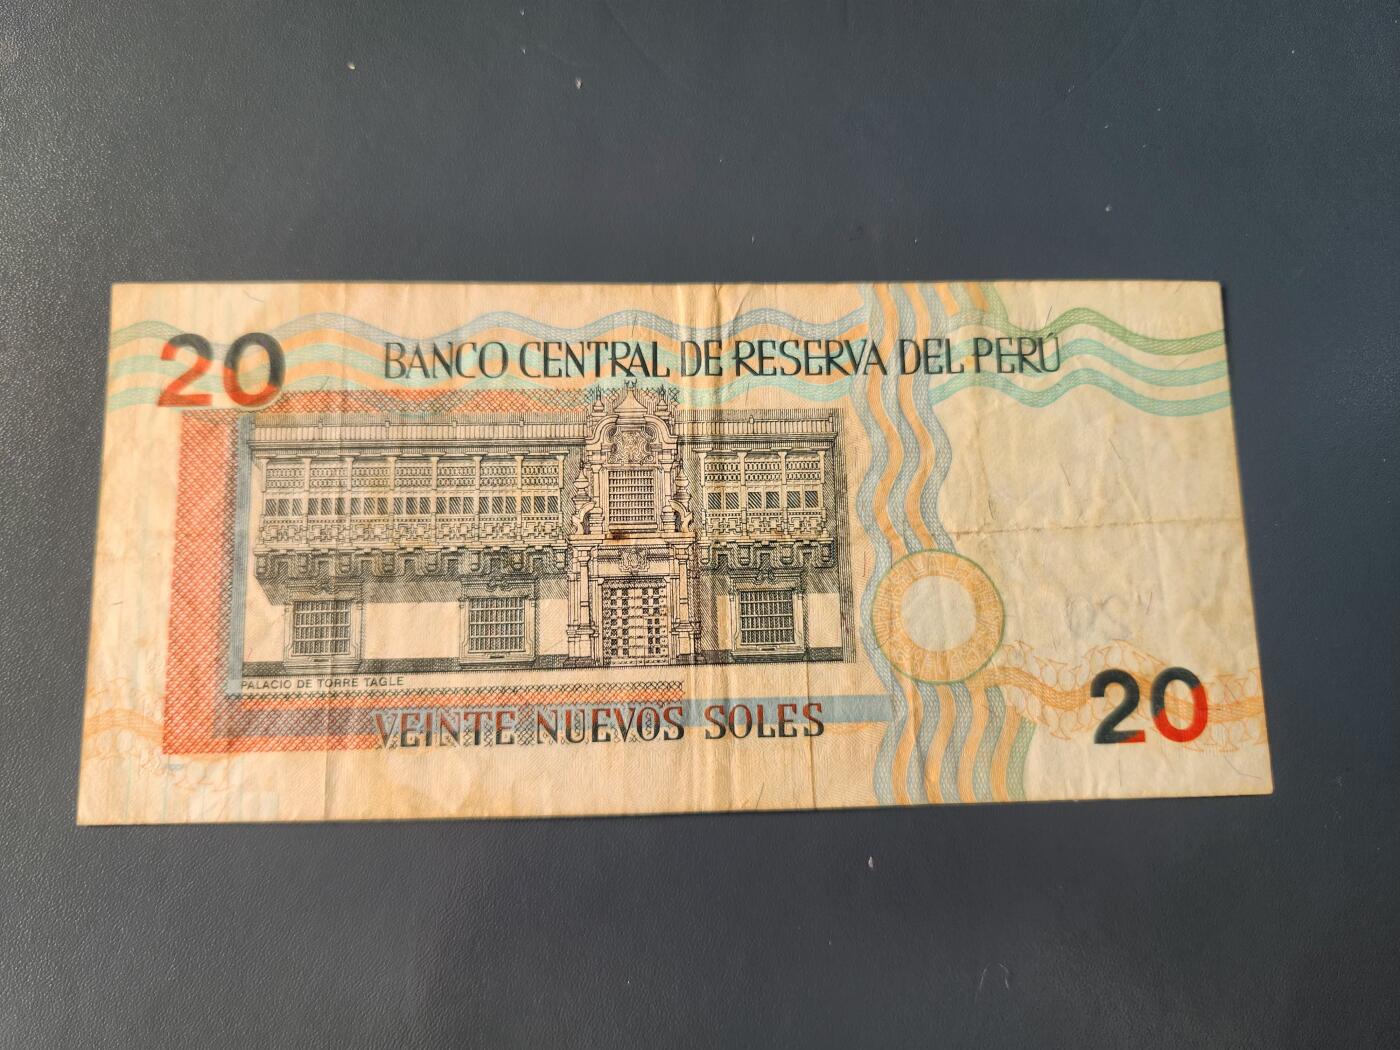 20
BANCO CENTRAL DE RESERVA DEL PERÚ
PALACIO DE TORRE TAGLE
VEINTE NUEVOS SOLES
20